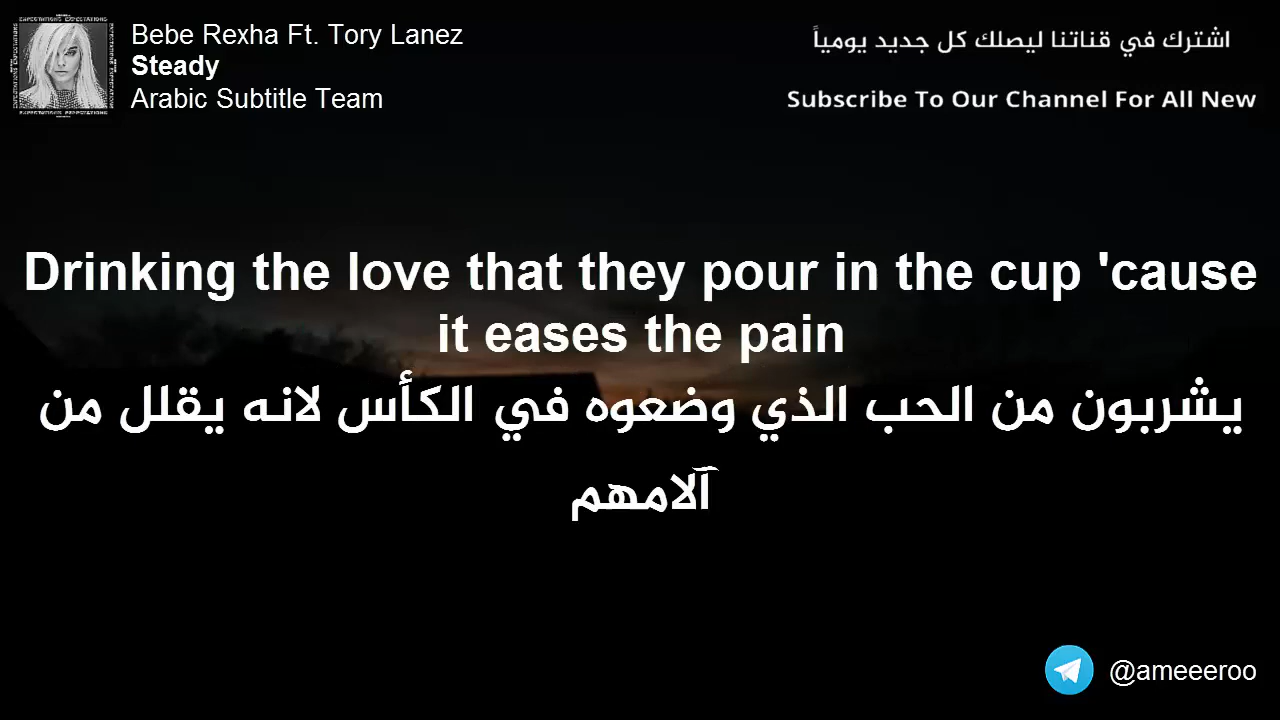 Bebe Rexha Ft. Tory Lanez
Steady
Arabic Subtitle Team
اشترك في قناتنا ليصلك كل جديد يومياً
Subscribe To Our Channel For All New
Drinking the love that they pour in the cup 'cause
it eases the pain
يشربون من الحب الذي وضعوه في الكأس لانه يقلل من
آلامهم
@ameeeroo
EXPECTATIONS EXPECTATIONS